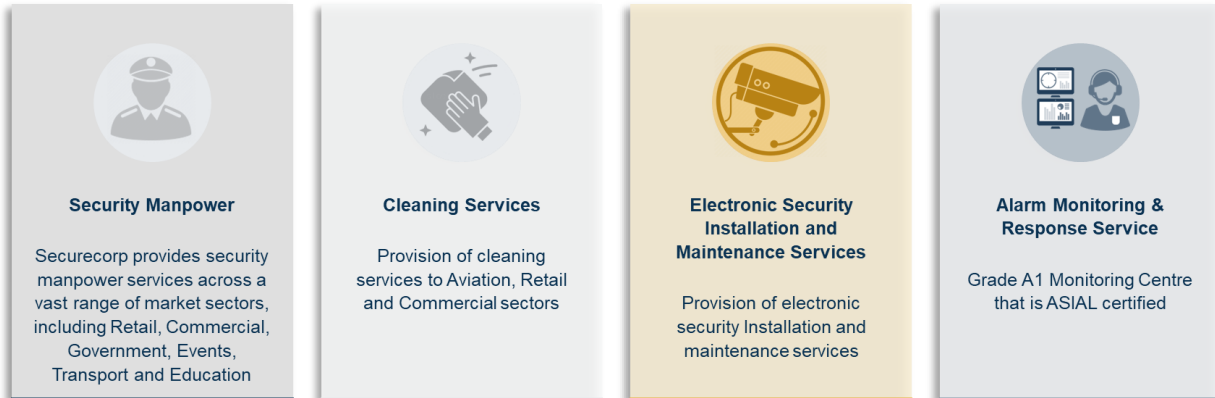 Security Manpower
Securecorp provides security
manpower services across a
vast range of market sectors,
including Retail, Commercial,
Government, Events,
Transport and Education
Cleaning Services
Provision of cleaning
services to Aviation, Retail
and Commercial sectors
Electronic Security
Installation and
Maintenance Services
Provision of electronic
security Installation and
maintenance services
Alarm Monitoring &
Response Service
Grade A1 Monitoring Centre
that is ASIAL certified